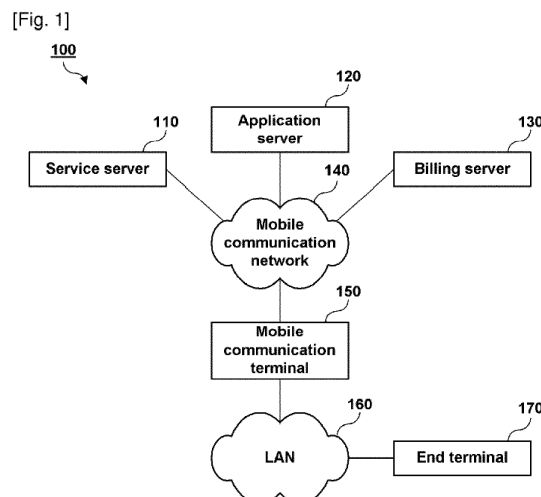 [Fig. 1]
100
120
110
Application
server
130
Service server
Billing server
140
Mobile
communication
network
150
Mobile
communication
terminal
160
170
LAN
End terminal